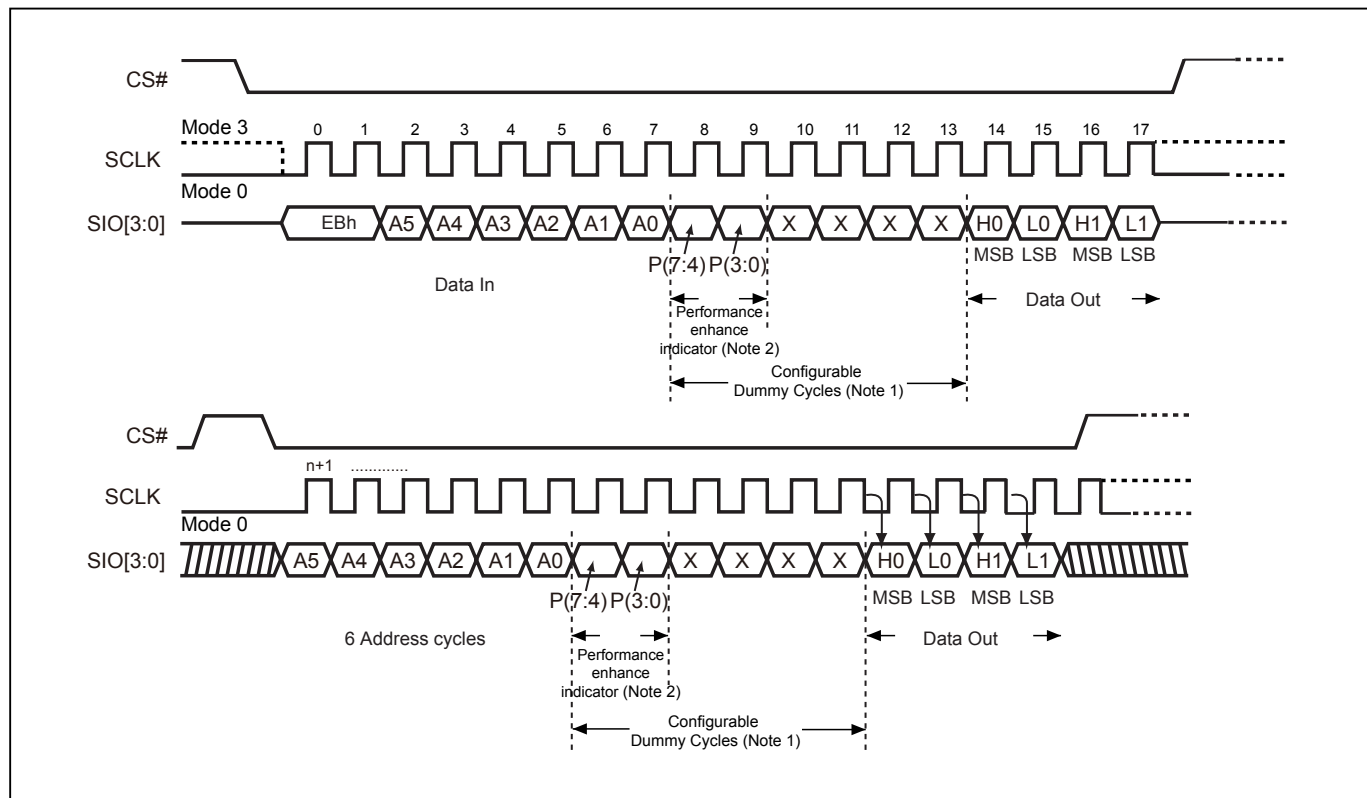 CS#
Mode 3
0 1 2 3 4 5 6 7 8 9 10 11 12 13 14 15 16 17
SCLK
Mode 0
SIO[3:0] EBh A5 A4 A3 A2 A1 A0 X X X X H0 L0 H1 L1
P(7:4) P(3:0) MSB LSB MSB LSB
Data In
Data Out
Performance
enhance
indicator (Note 2)
Configurable
Dummy Cycles (Note 1)
CS#
n+1 .............
SCLK
Mode 0
SIO[3:0] A5 A4 A3 A2 A1 A0 X X X X H0 L0 H1 L1
P(7:4) P(3:0) MSB LSB MSB LSB
6 Address cycles
Data Out
Performance
enhance
indicator (Note 2)
Configurable
Dummy Cycles (Note 1)